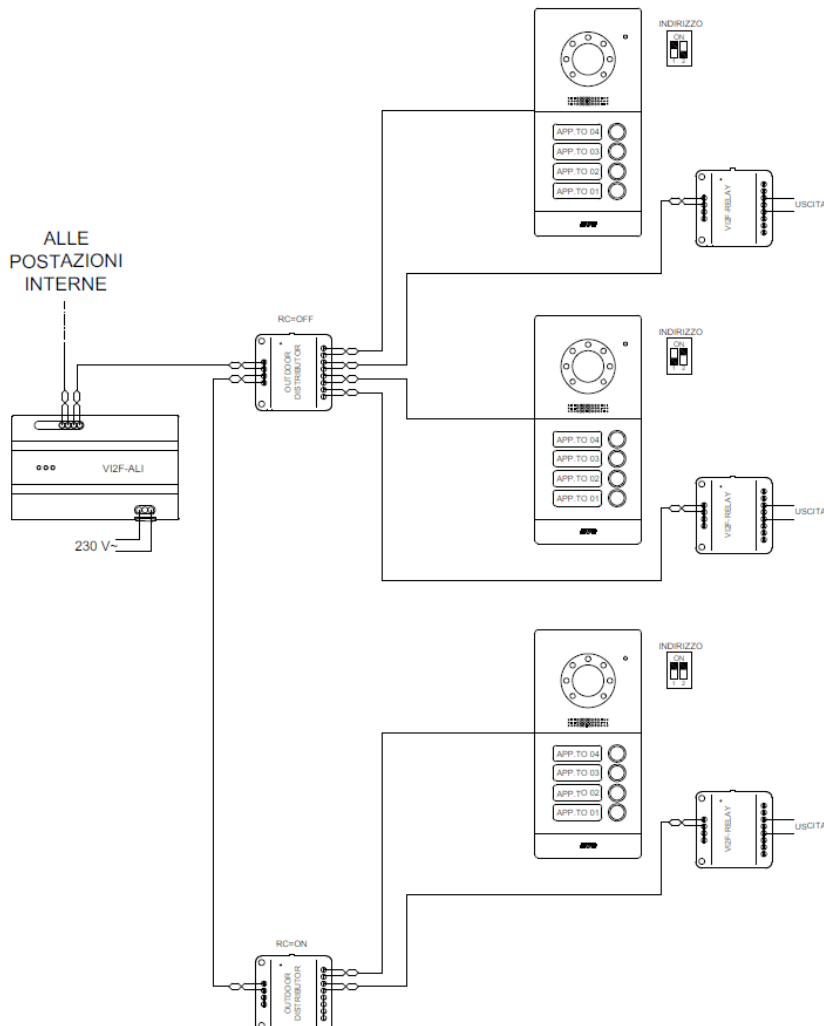 INDIRIZZO
ON
1 2
APP.TO 04
APP.TO 03
APP.TO 02
APP.TO 01
VI2F-RELAY
USCITA
ALLE
POSTAZIONI
INTERNE
RC=OFF
OUTDOOR
DISTRIBUTOR
INDIRIZZO
ON
1 2
APP.TO 04
APP.TO 03
APP.TO 02
APP.TO 01
VI2F-ALI
230 V~
VI2F-RELAY
USCITA
INDIRIZZO
ON
1 2
APP.TO 04
APP.TO 03
APP.TO 02
APP.TO 01
VI2F-RELAY
USCITA
RC=ON
OUTDOOR
DISTRIBUTOR